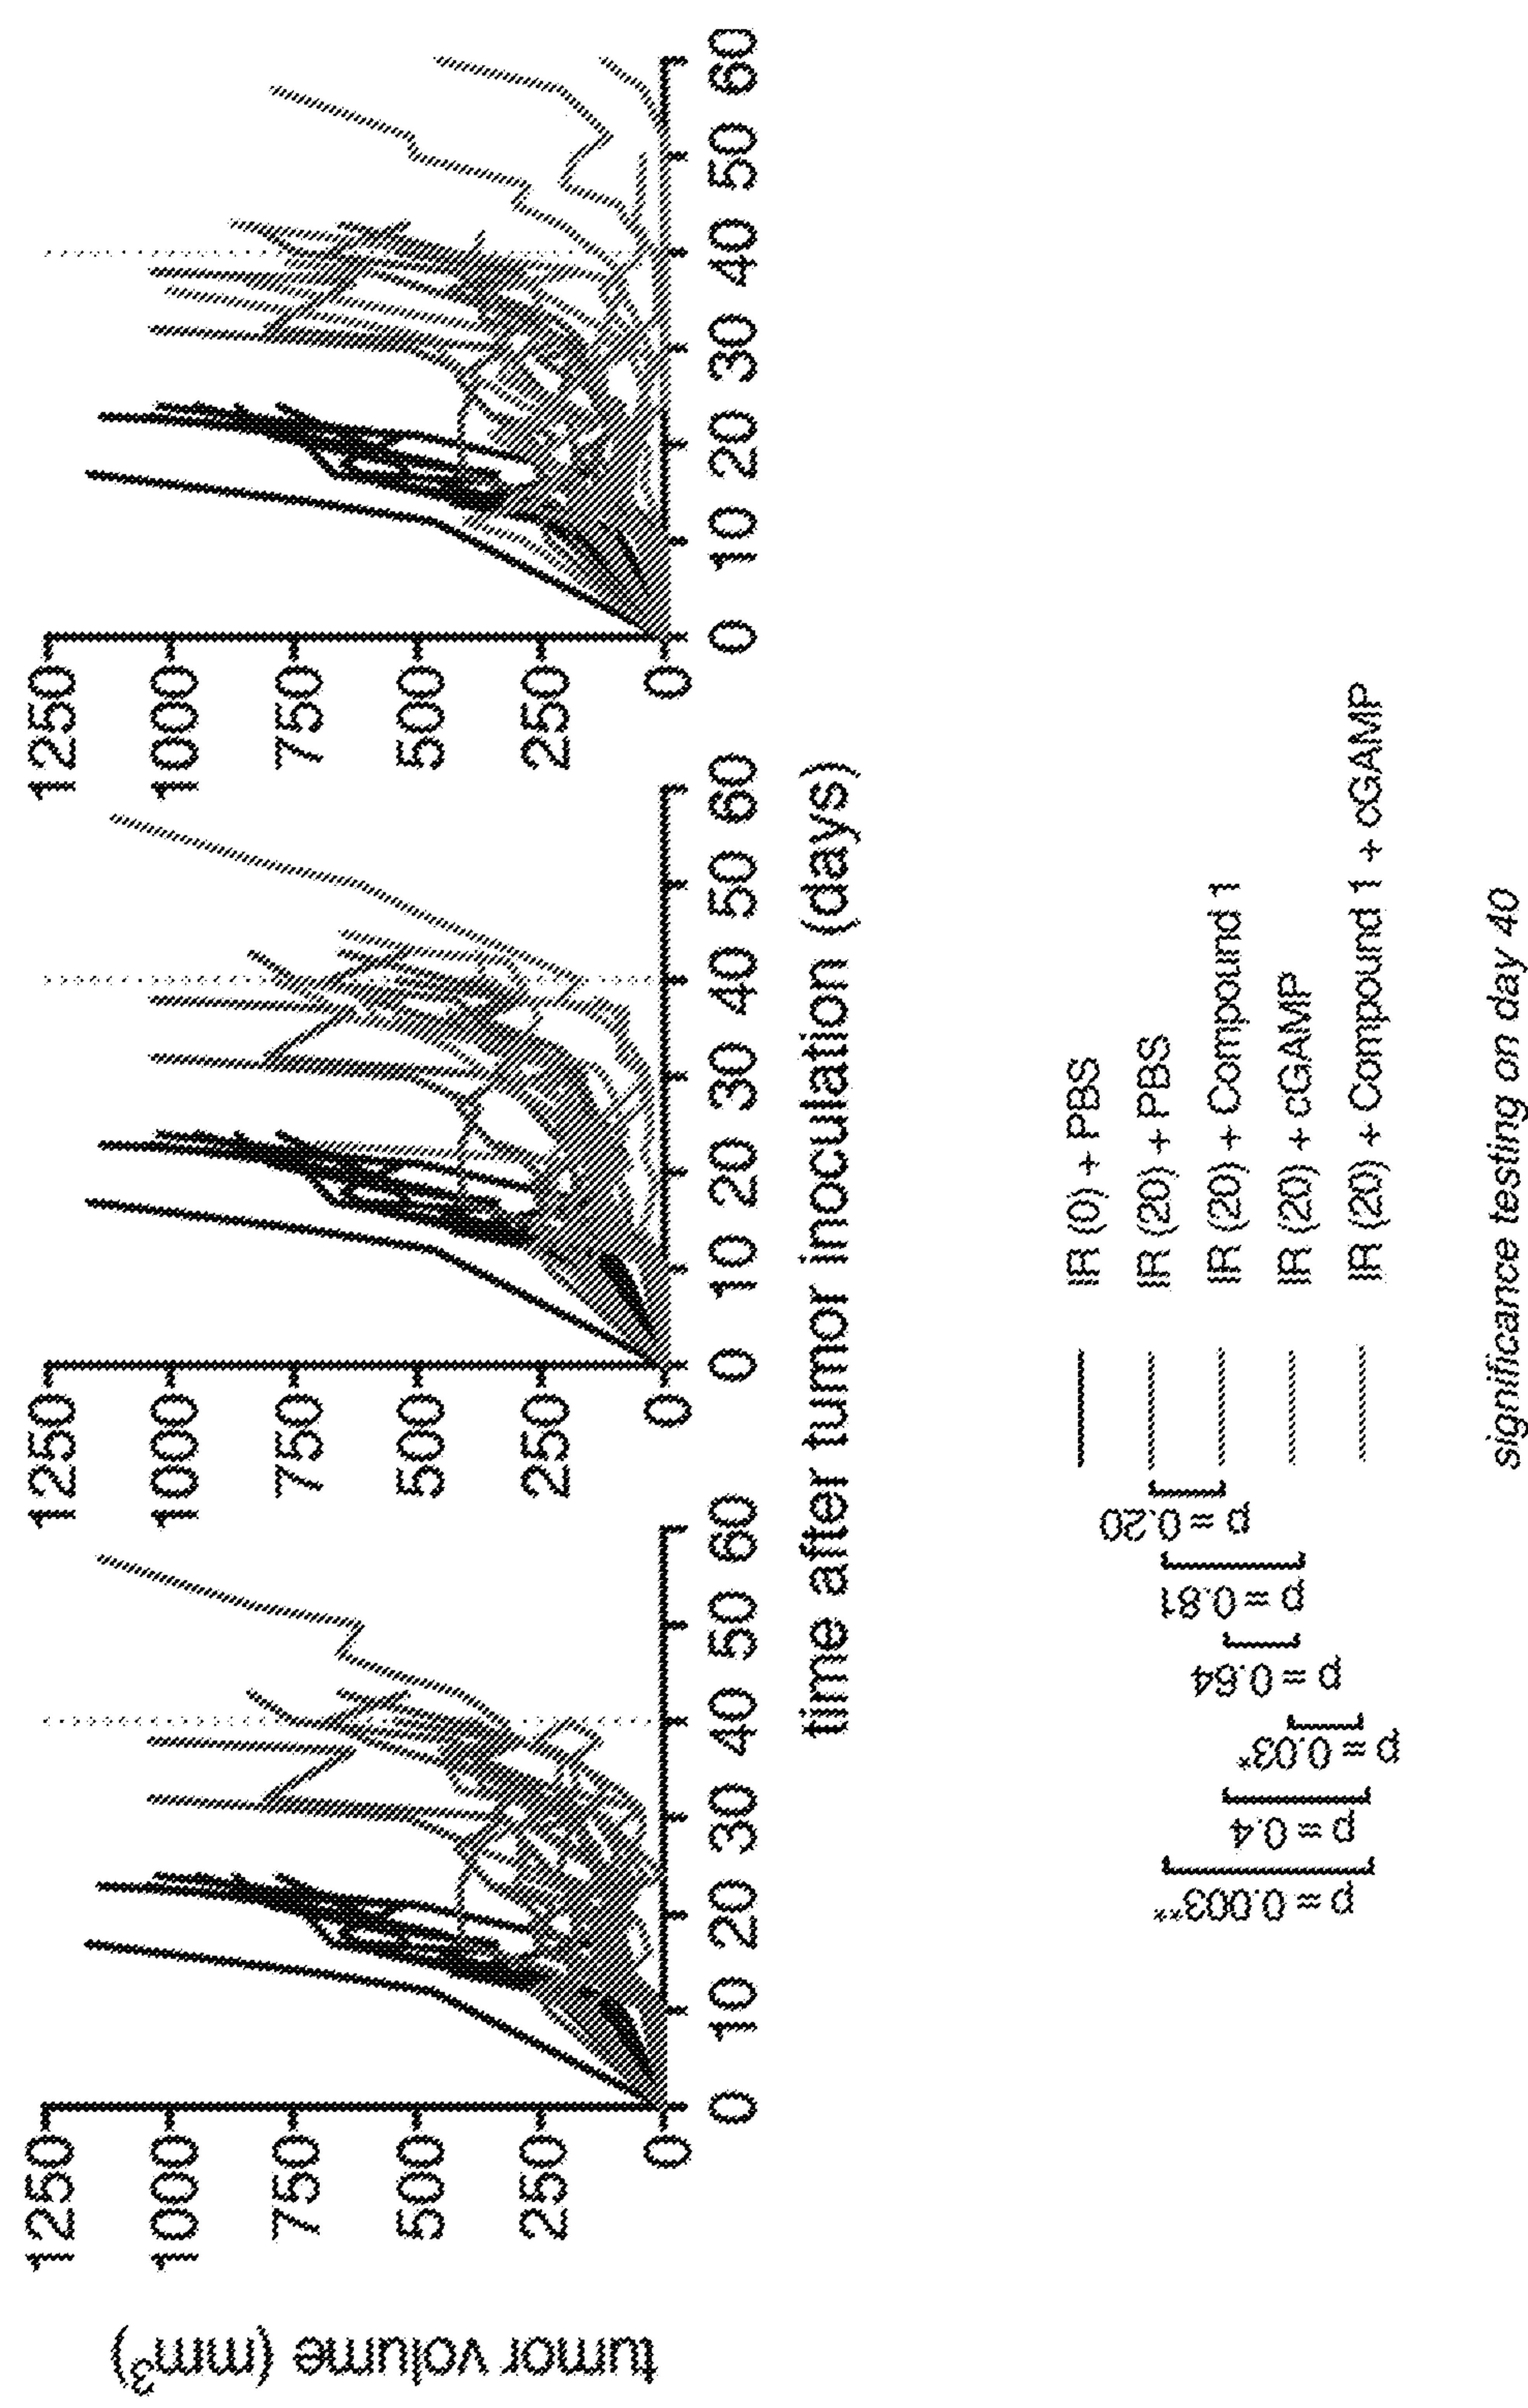 tumor volume (mm3)
1250
1000
750
500
250
0
0 10 20 30 40 50 60
1250
1000
750
500
250
0
0 10 20 30 40 50 60
1250
1000
750
500
250
0
0 10 20 30 40 50 60
time after tumor inoculation (days)
IR (0) + PBS
IR (20) + PBS
IR (20) + Compound 1
IR (20) + cGAMP
IR (20) + Compound 1 + cGAMP
p = 0.003**
p = 0.4
p = 0.03*
p = 0.64
p = 0.81
p = 0.20
significance testing on day 40